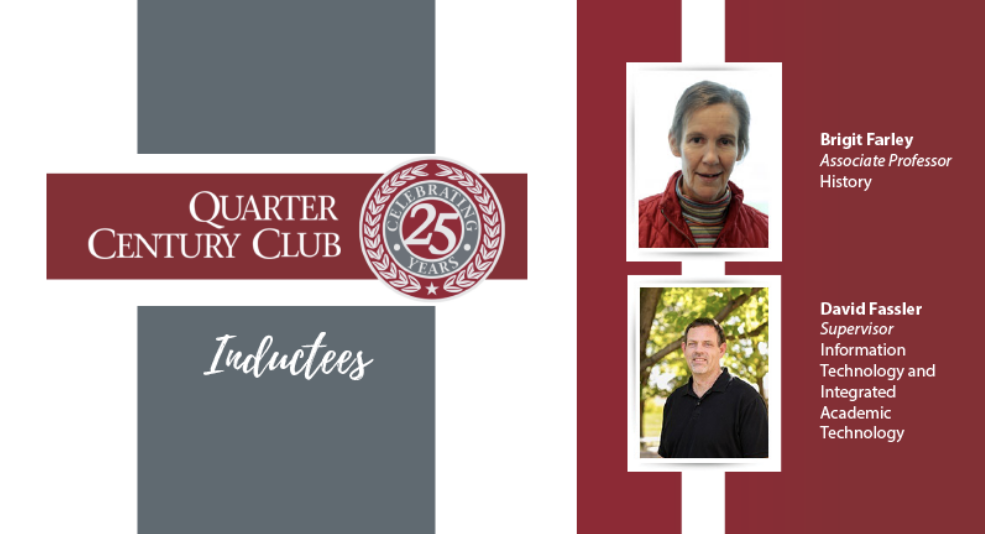 QUARTER
CENTURY CLUB
CELEBRATING
25
YEARS
Inductees
Brigit Farley
Associate Professor
History
David Fassler
Supervisor
Information
Technology and
Integrated
Academic
Technology